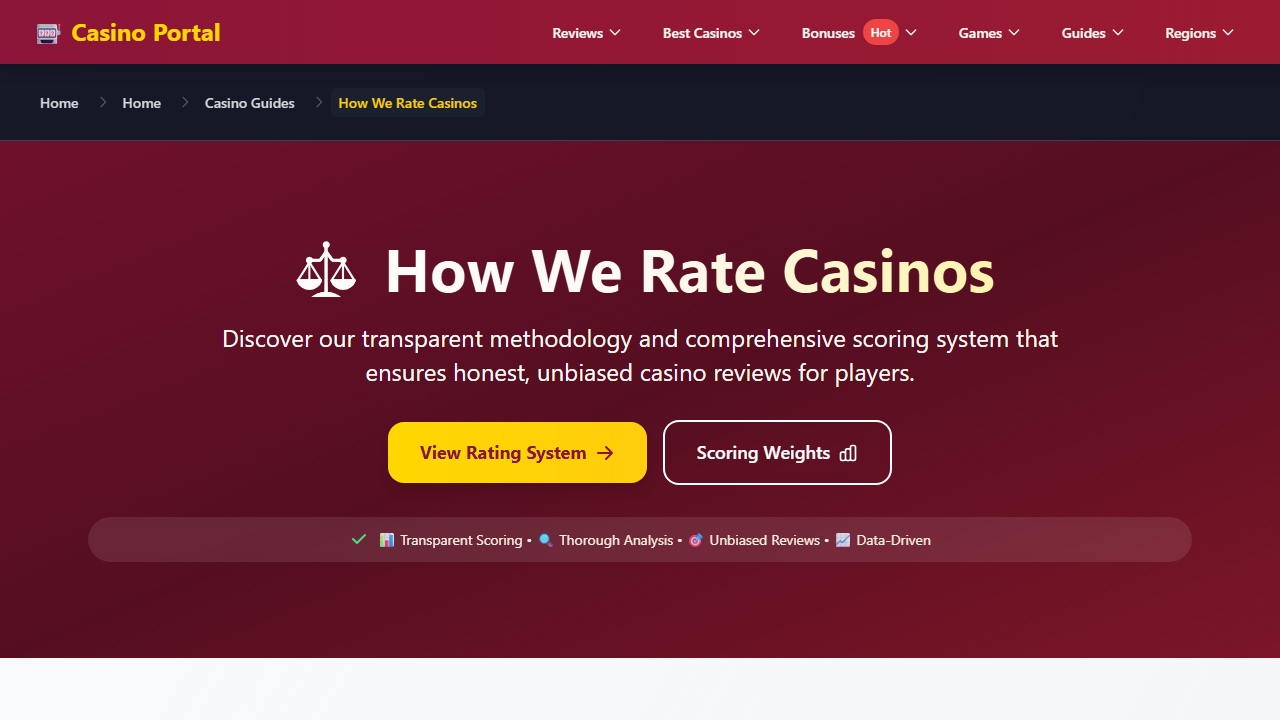 Casino Portal
Reviews
Best Casinos
Bonuses Hot
Games
Guides
Regions
Home
Home
Casino Guides
How We Rate Casinos
How We Rate Casinos
Discover our transparent methodology and comprehensive scoring system that
ensures honest, unbiased casino reviews for players.
View Rating System
Scoring Weights
Transparent Scoring • Thorough Analysis • Unbiased Reviews • Data-Driven